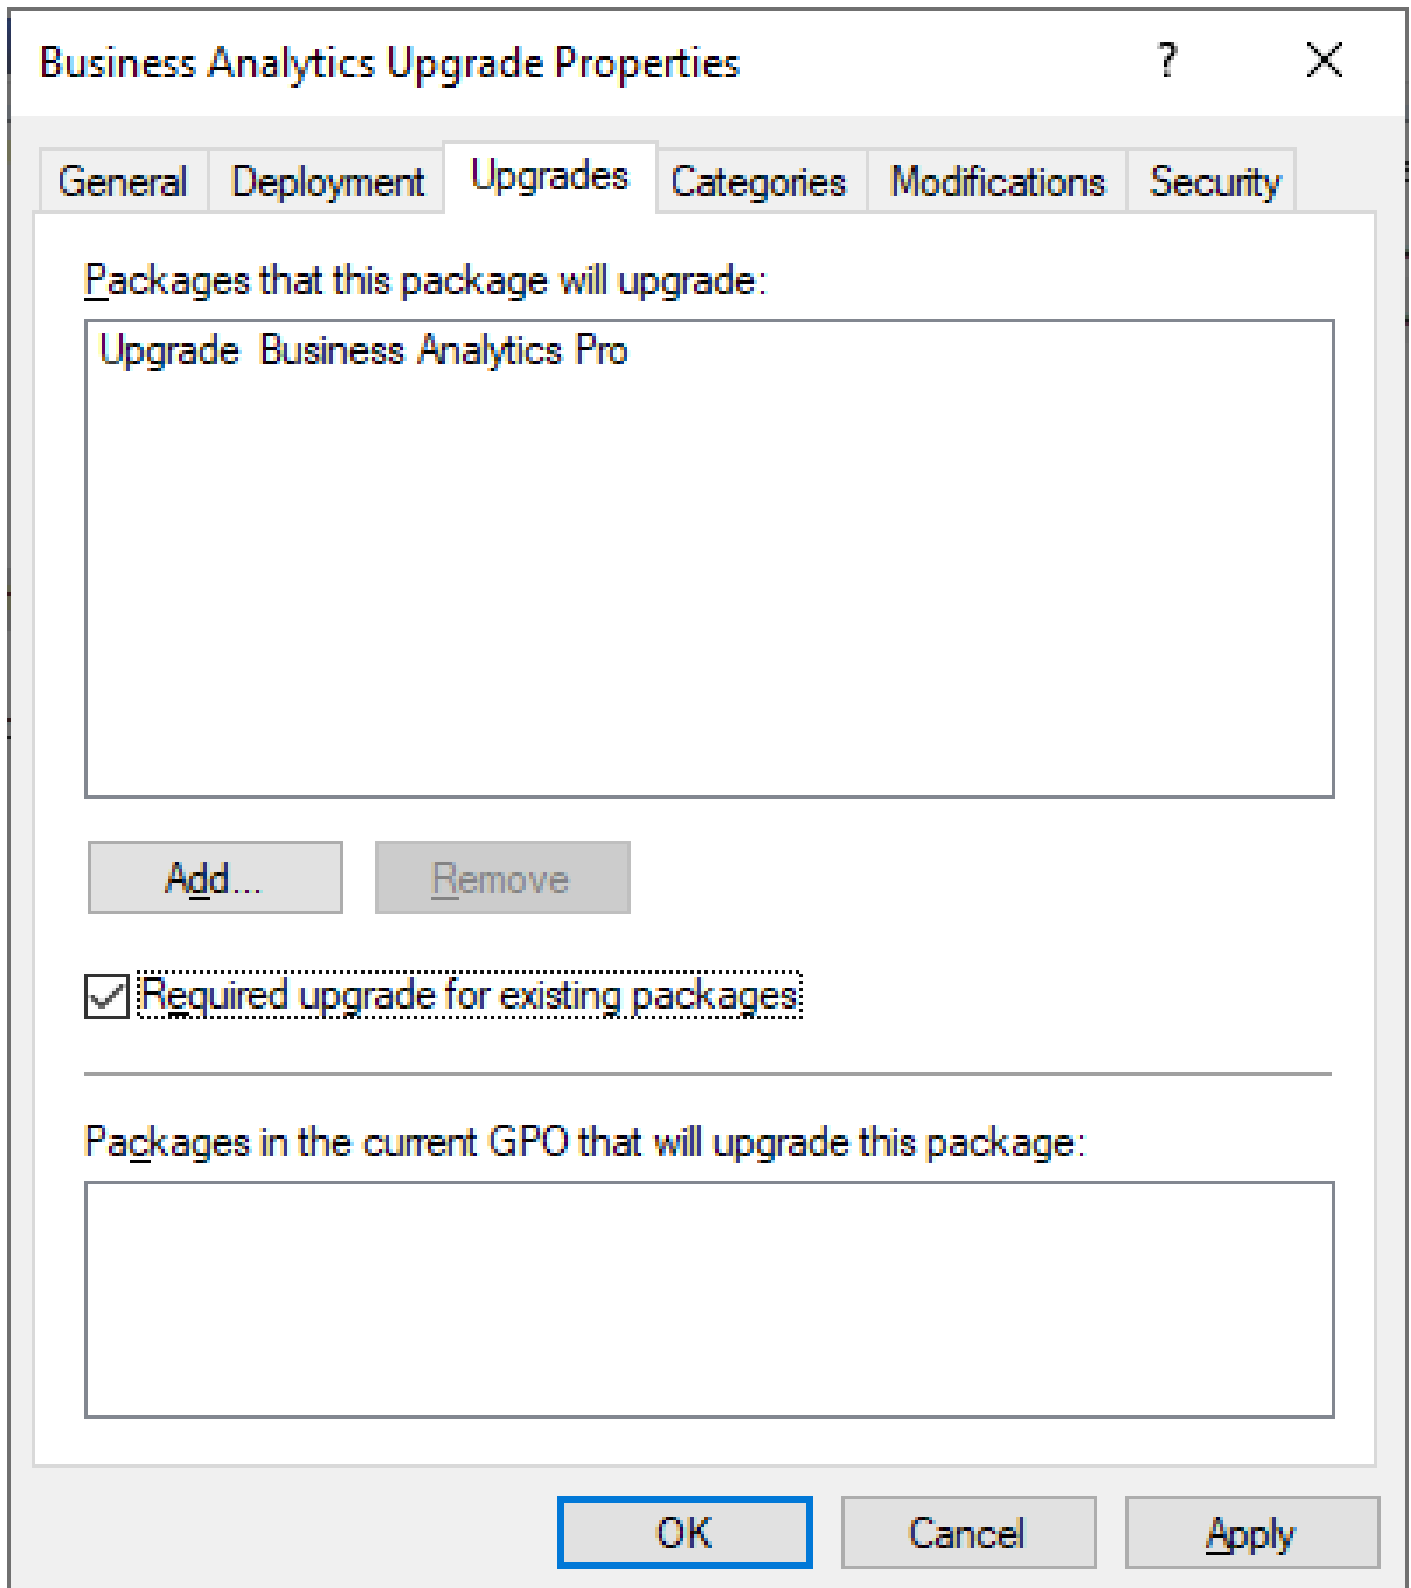 Business Analytics Upgrade Properties ?
General Deployment Upgrades Categories Modifications Security
Packages that this package will upgrade:
Upgrade Business Analytics Pro
Add... Remove
Required upgrade for existing packages
Packages in the current GPO that will upgrade this package:
OK Cancel Apply